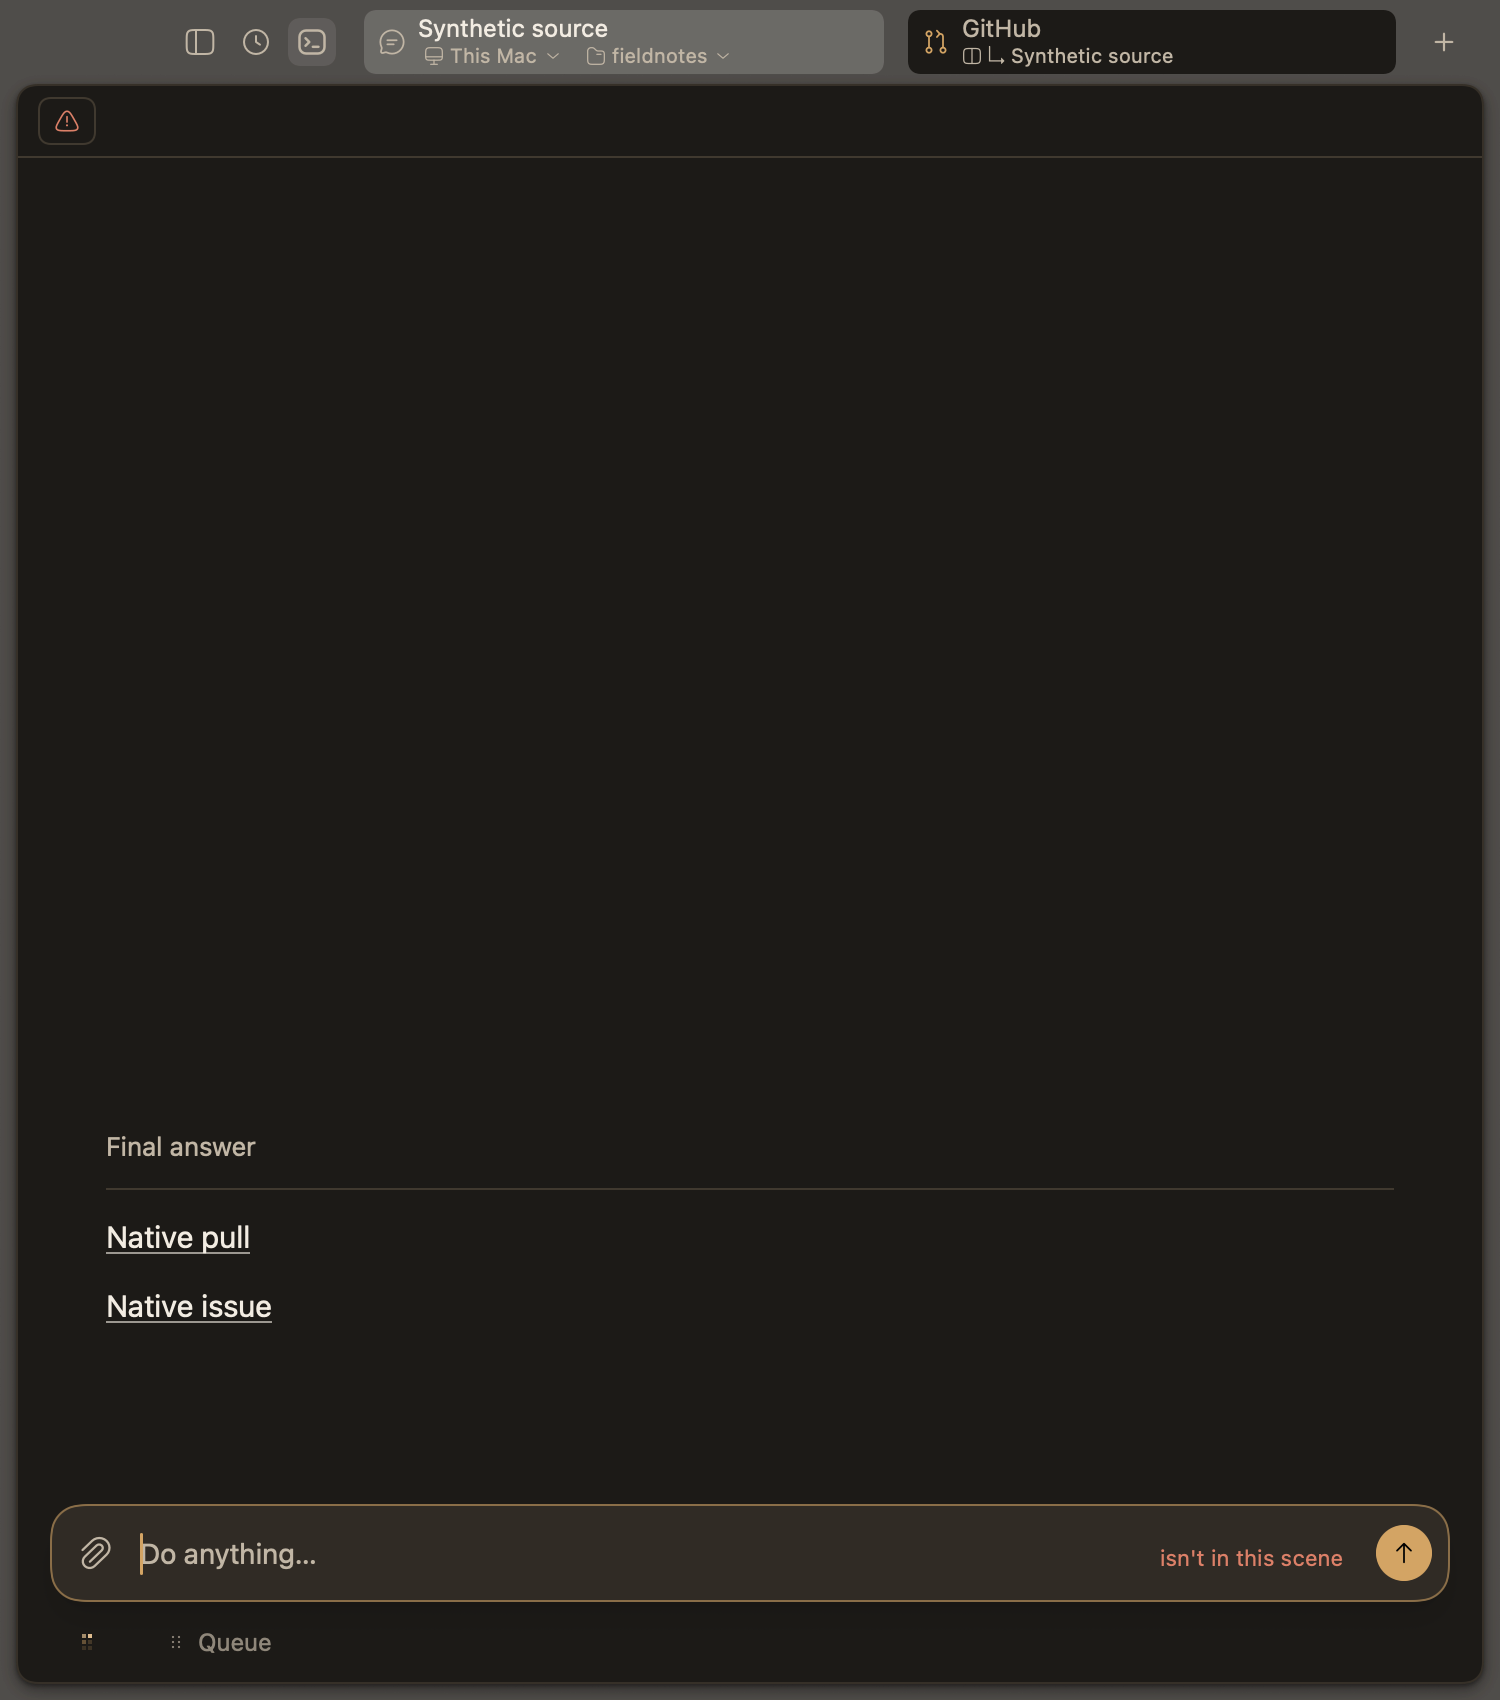 Synthetic source
This Mac
fieldnotes
GitHub
Synthetic source
Final answer
Native pull
Native issue
Do anything...
isn't in this scene
Queue